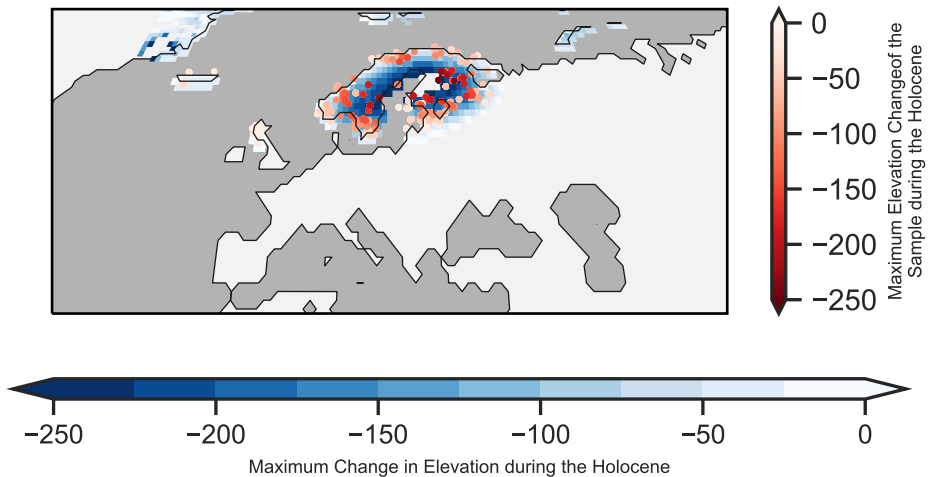 0
−50
−100
−150
−200
−250
Maximum Elevation Changeof the
Sample during the Holocene
−250 −200 −150 −100 −50 0
Maximum Change in Elevation during the Holocene